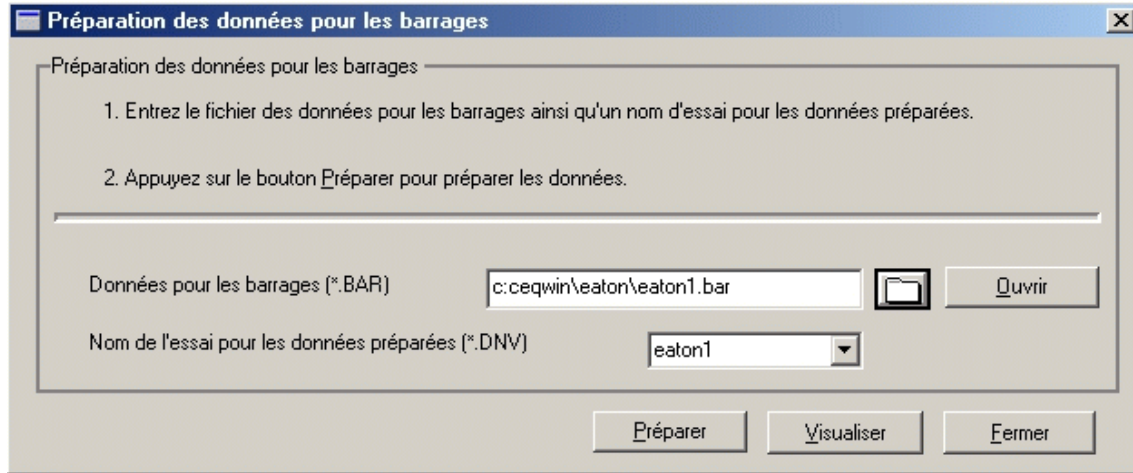 Préparation des données pour les barrages
Préparation des données pour les barrages
1. Entrez le fichier des données pour les barrages ainsi qu'un nom d'essai pour les données préparées.
2. Appuyez sur le bouton Préparer pour préparer les données.
Données pour les barrages (*.BAR)
c:ceqwin\eaton\eaton1.bar
Ouvrir
Nom de l'essai pour les données préparées (*.DNV)
eaton1
Préparer
Visualiser
Fermer